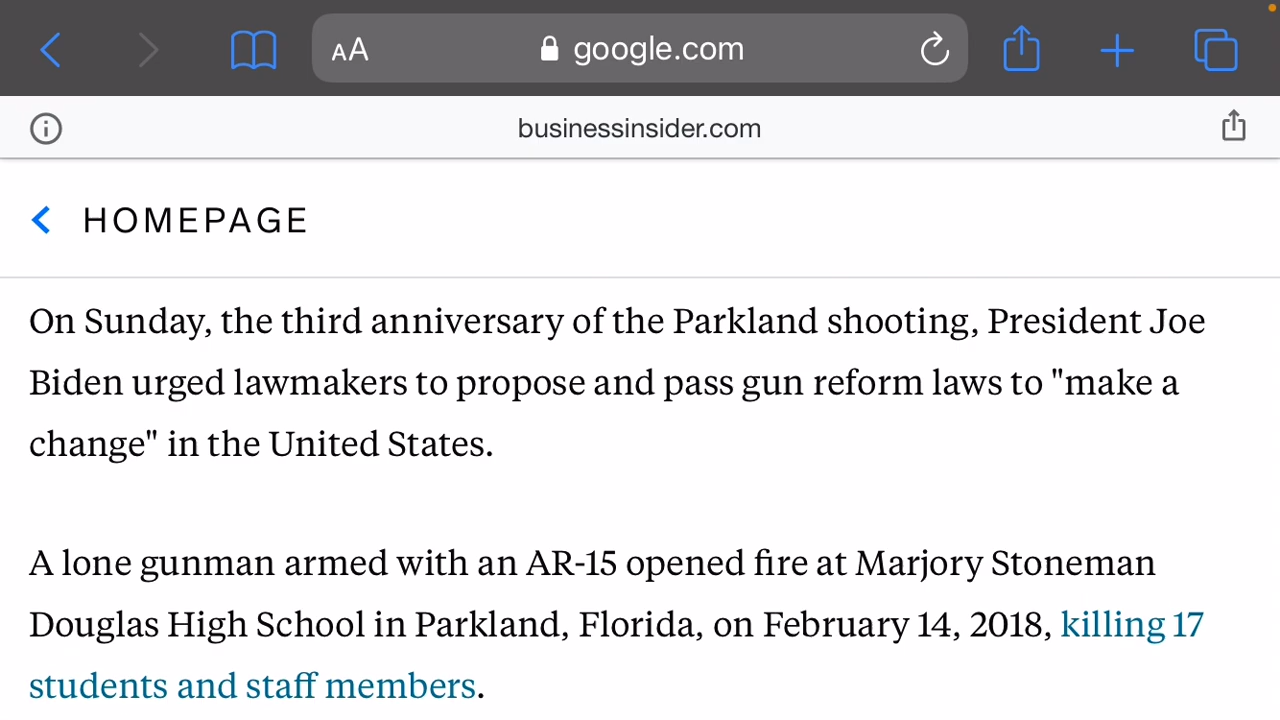 AA google.com
businessinsider.com
HOMEPAGE
On Sunday, the third anniversary of the Parkland shooting, President Joe
Biden urged lawmakers to propose and pass gun reform laws to "make a
change" in the United States.
A lone gunman armed with an AR-15 opened fire at Marjory Stoneman
Douglas High School in Parkland, Florida, on February 14, 2018, killing 17
students and staff members.